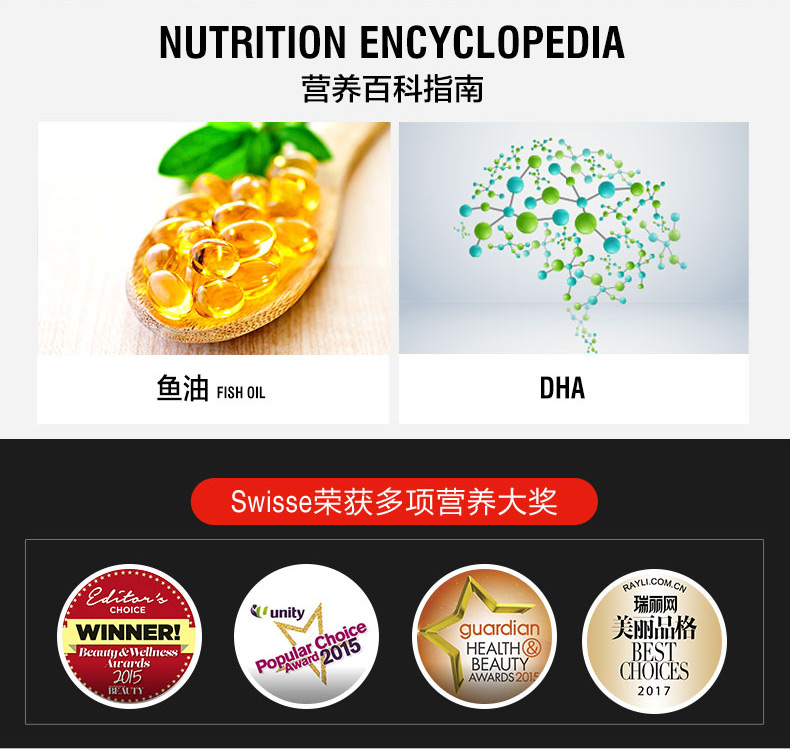 NUTRITION ENCYCLOPEDIA
营养百科指南
鱼油 FISH OIL
DHA
Swisse荣获多项营养大奖
Editor's
CHOICE
WINNER!
Beauty & Wellness
Awards
2015
BEAUTY
unity
Popular Choice
Award 2015
guardian
HEALTH &
BEAUTY
AWARDS 2015
RAYLI.COM.CN
瑞丽网
美丽品格
BEST
CHOICES
2017